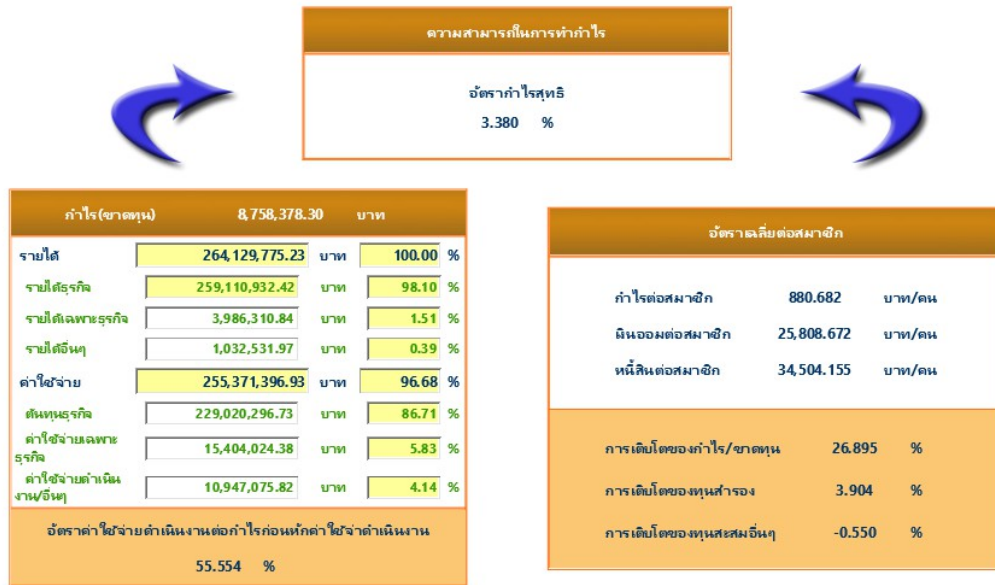 ความสามารถในการทำกำไร
อัตรากำไรสุทธิ
3.380 %
กำไร(ขาดทุน) 8,758,378.30 บาท
รายได้ 264,129,775.23 บาท 100.00 %
รายได้ธุรกิจ 259,110,932.42 บาท 98.10 %
รายได้เฉพาะธุรกิจ 3,986,310.84 บาท 1.51 %
รายได้อื่นๆ 1,032,531.97 บาท 0.39 %
ค่าใช้จ่าย 255,371,396.93 บาท 96.68 %
ต้นทุนธุรกิจ 229,020,296.73 บาท 86.71 %
ค่าใช้จ่ายเฉพาะ
ธุรกิจ 15,404,024.38 บาท 5.83 %
ค่าใช้จ่ายดำเนิน
งาน/อื่นๆ 10,947,075.82 บาท 4.14 %
อัตราค่าใช้จ่ายดำเนินงานต่อกำไรก่อนหักค่าใช้จ่าดำเนินงาน
55.554 %
อัตราเฉลี่ยต่อสมาชิก
กำไรต่อสมาชิก 880.682 บาท/คน
เงินออมต่อสมาชิก 25,808.672 บาท/คน
หนี้สินต่อสมาชิก 34,504.155 บาท/คน
การเติบโตของกำไร/ขาดทุน 26.895 %
การเติบโตของทุนสำรอง 3.904 %
การเติบโตของทุนสะสมอื่นๆ -0.550 %